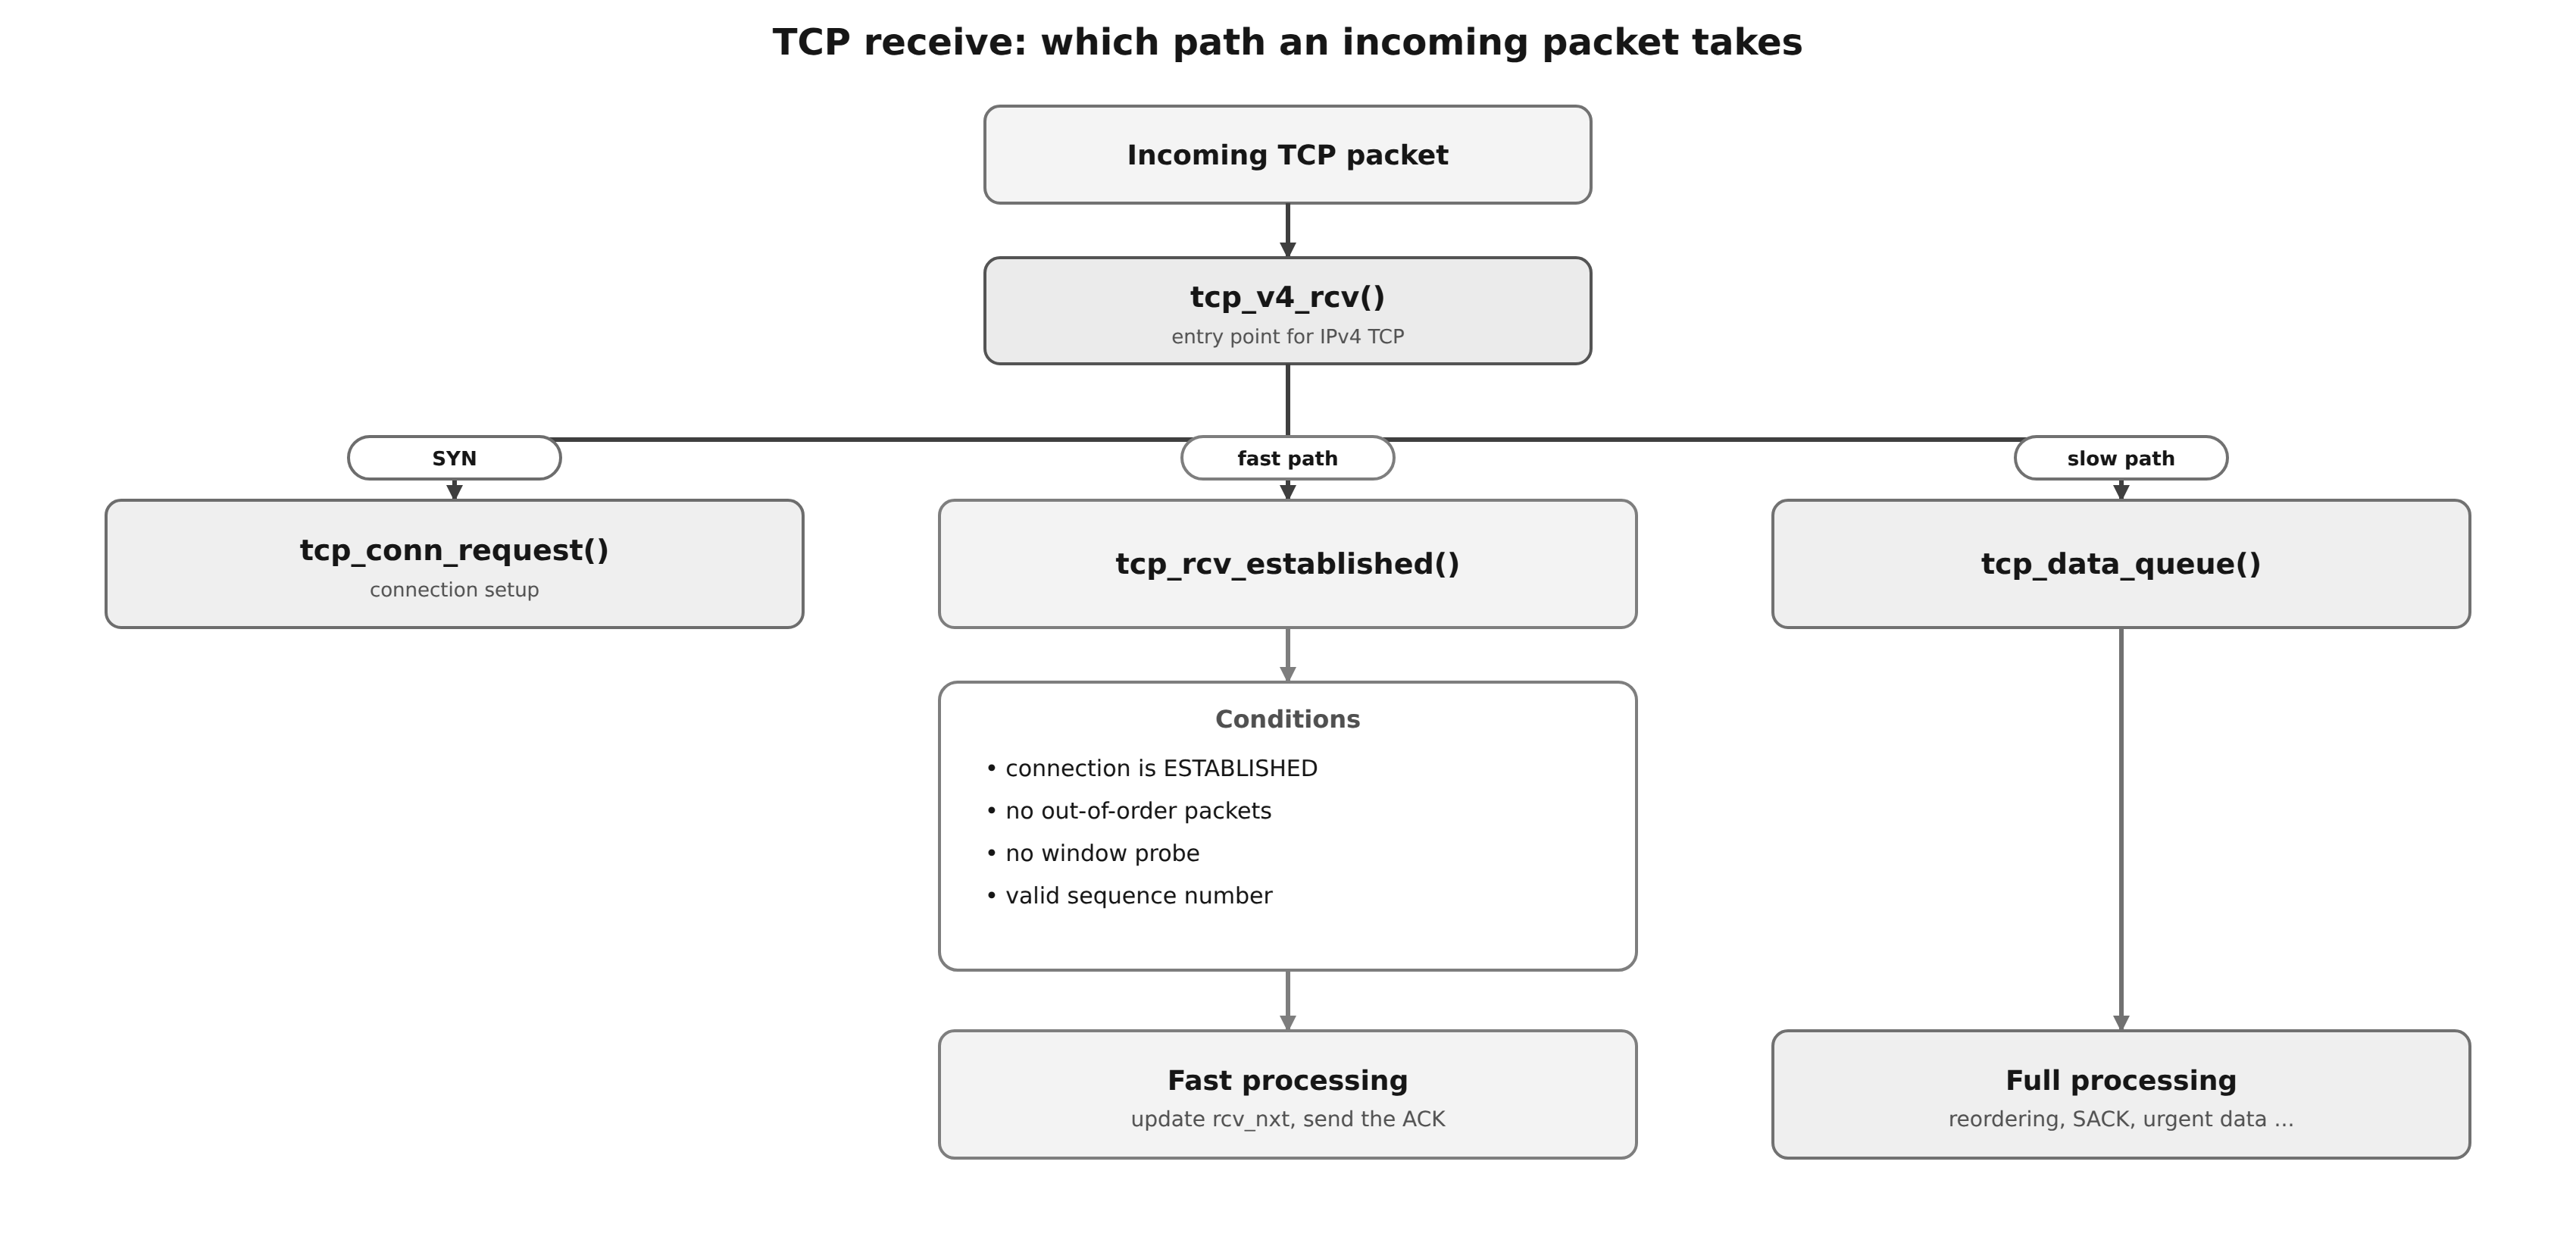 TCP receive: which path an incoming packet takes
Incoming TCP packet
tcp_v4_rcv()
entry point for IPv4 TCP
SYN
fast path
slow path
tcp_conn_request()
connection setup
tcp_rcv_established()
tcp_data_queue()
Conditions
• connection is ESTABLISHED
• no out-of-order packets
• no window probe
• valid sequence number
Fast processing
update rcv_nxt, send the ACK
Full processing
reordering, SACK, urgent data ...